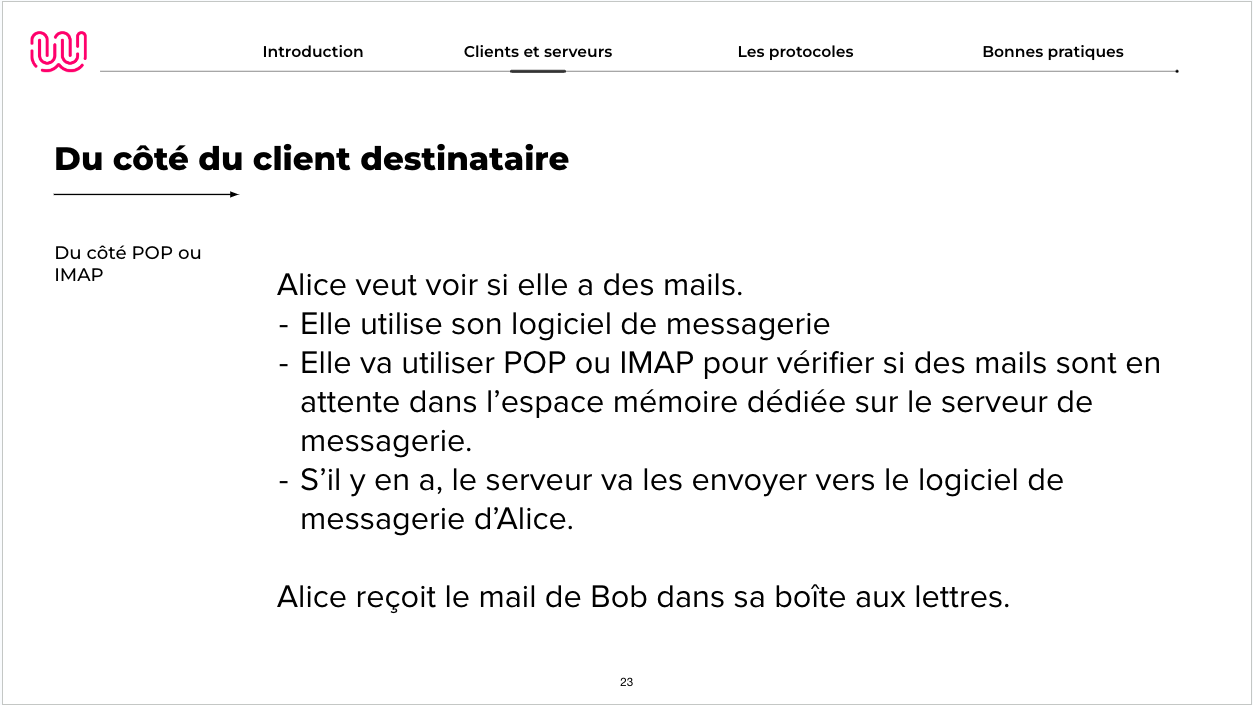 Introduction
Clients et serveurs
Les protocoles
Bonnes pratiques
Du côté du client destinataire
Du côté POP ou
IMAP
Alice veut voir si elle a des mails.
- Elle utilise son logiciel de messagerie
- Elle va utiliser POP ou IMAP pour vérifier si des mails sont en
attente dans l’espace mémoire dédiée sur le serveur de
messagerie.
- S’il y en a, le serveur va les envoyer vers le logiciel de
messagerie d’Alice.
Alice reçoit le mail de Bob dans sa boîte aux lettres.
23